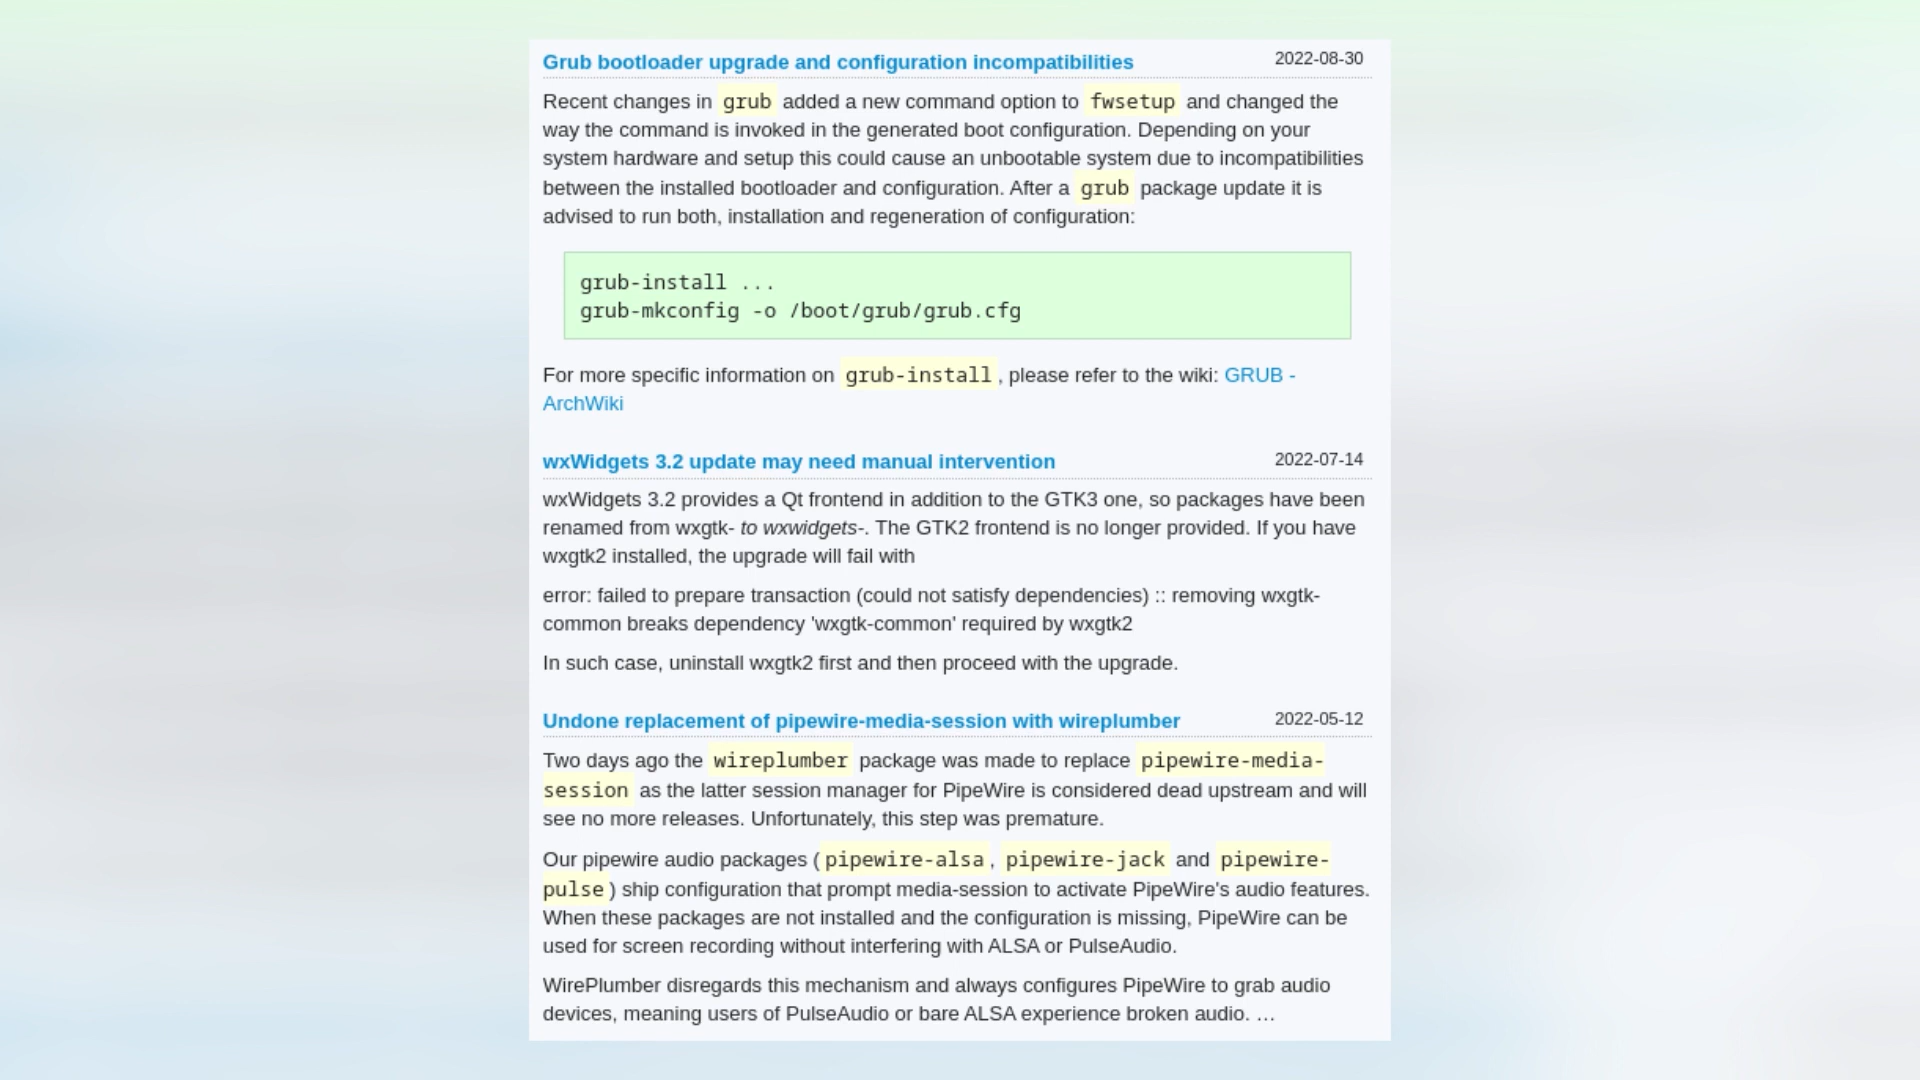 Grub bootloader upgrade and configuration incompatibilities 2022-08-30
Recent changes in grub added a new command option to fwsetup and changed the
way the command is invoked in the generated boot configuration. Depending on your
system hardware and setup this could cause an unbootable system due to incompatibilities
between the installed bootloader and configuration. After a grub package update it is
advised to run both, installation and regeneration of configuration:
grub-install ...
grub-mkconfig -o /boot/grub/grub.cfg
For more specific information on grub-install, please refer to the wiki: GRUB -
ArchWiki
wxWidgets 3.2 update may need manual intervention 2022-07-14
wxWidgets 3.2 provides a Qt frontend in addition to the GTK3 one, so packages have been
renamed from wxgtk- to wxwidgets-. The GTK2 frontend is no longer provided. If you have
wxgtk2 installed, the upgrade will fail with
error: failed to prepare transaction (could not satisfy dependencies) :: removing wxgtk-
common breaks dependency 'wxgtk-common' required by wxgtk2
In such case, uninstall wxgtk2 first and then proceed with the upgrade.
Undone replacement of pipewire-media-session with wireplumber 2022-05-12
Two days ago the wireplumber package was made to replace pipewire-media-
session as the latter session manager for PipeWire is considered dead upstream and will
see no more releases. Unfortunately, this step was premature.
Our pipewire audio packages (pipewire-alsa, pipewire-jack and pipewire-
pulse) ship configuration that prompt media-session to activate PipeWire's audio features.
When these packages are not installed and the configuration is missing, PipeWire can be
used for screen recording without interfering with ALSA or PulseAudio.
WirePlumber disregards this mechanism and always configures PipeWire to grab audio
devices, meaning users of PulseAudio or bare ALSA experience broken audio. …